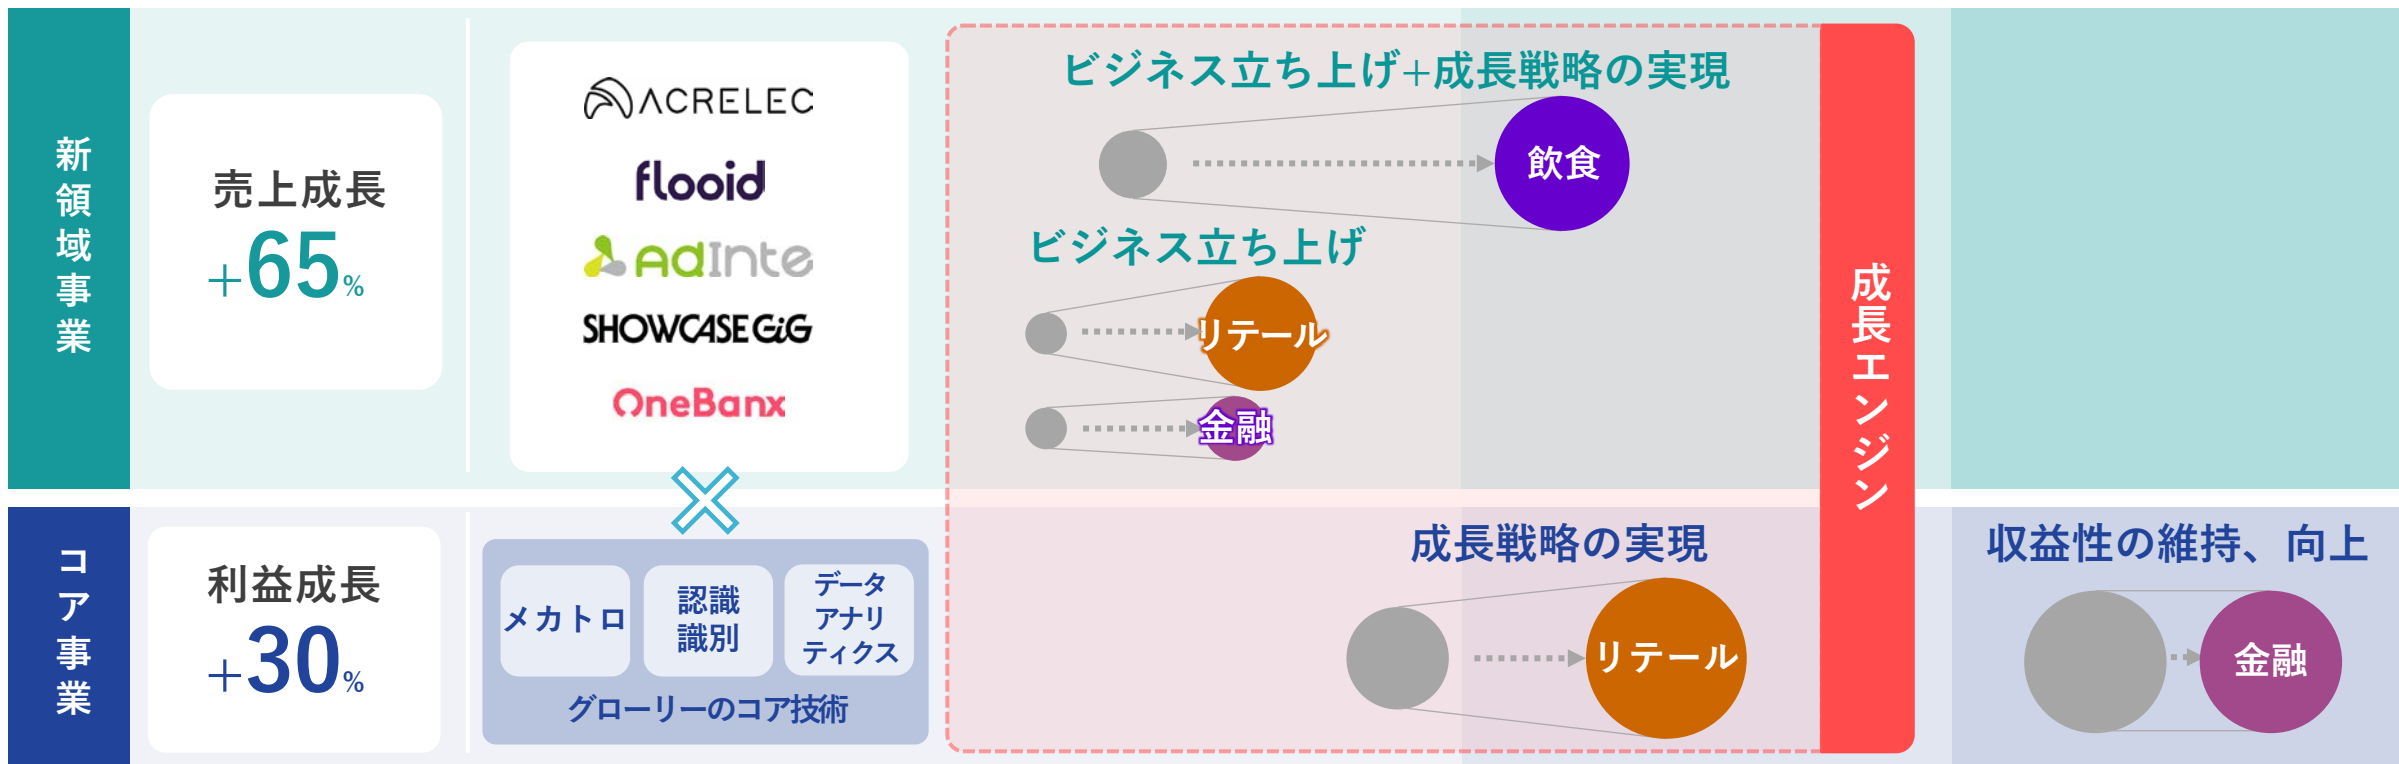 新領域事業
売上成長
+65%
ACRELEC
flooid
AdInte
SHOWCASE GiG
OneBanx
ビジネス立ち上げ+成長戦略の実現
飲食
ビジネス立ち上げ
リテール
金融
成長エンジン
コア事業
利益成長
+30%
メカトロ
認識
識別
データ
アナリ
ティクス
グローリーのコア技術
成長戦略の実現
リテール
収益性の維持、向上
金融